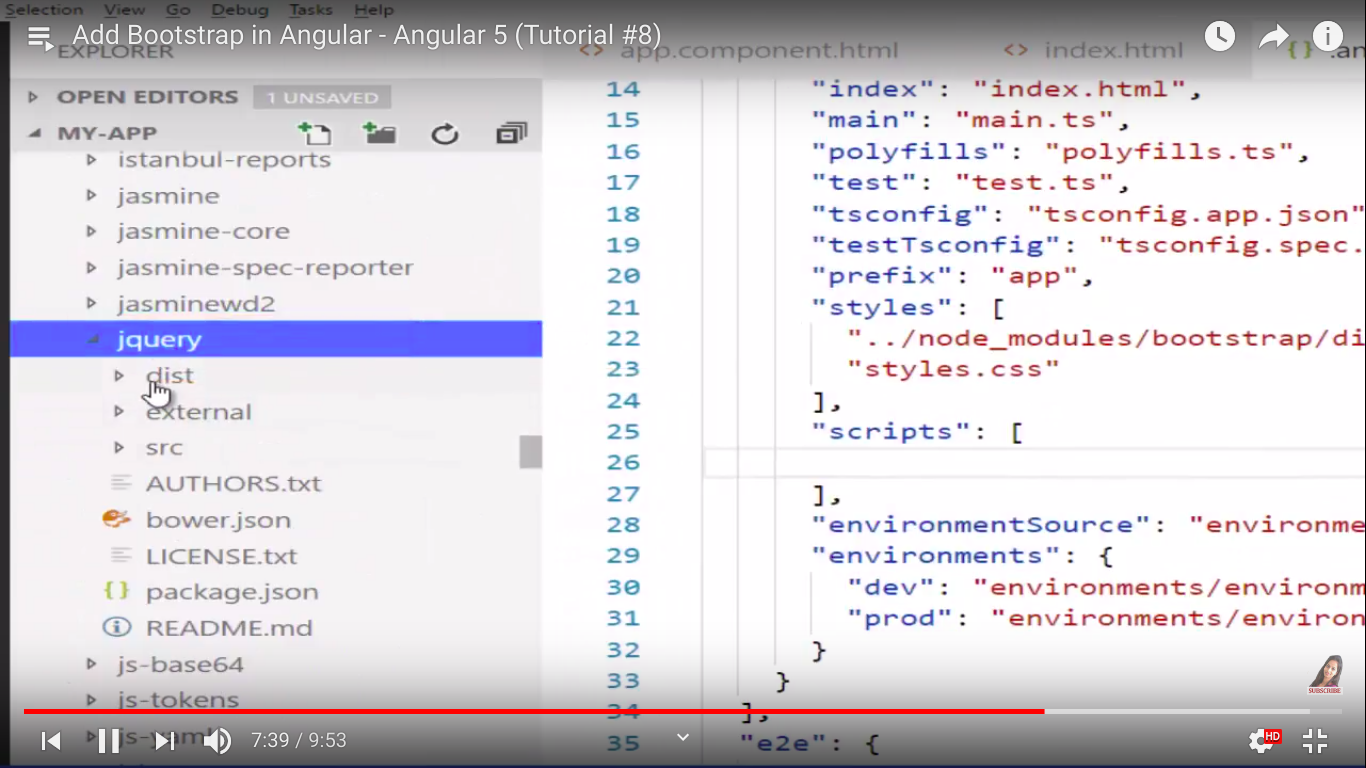 Selection View Go Debug Tasks Help
Add Bootstrap in Angular - Angular 5 (Tutorial #8)
EXPLORER
<> app.component.html <> index.html {} .an
OPEN EDITORS 1 UNSAVED
MY-APP
istanbul-reports
jasmine
jasmine-core
jasmine-spec-reporter
jasminewd2
jquery
dist
external
src
AUTHORS.txt
bower.json
LICENSE.txt
{} package.json
README.md
js-base64
js-tokens
js-yaml
14 "index": "index.html",
15 "main": "main.ts",
16 "polyfills": "polyfills.ts",
17 "test": "test.ts",
18 "tsconfig": "tsconfig.app.json"
19 "testTsconfig": "tsconfig.spec.
20 "prefix": "app",
21 "styles": [
22 "../node_modules/bootstrap/di
23 "styles.css"
24 ],
25 "scripts": [
26
27 ],
28 "environmentSource": "environme
29 "environments": {
30 "dev": "environments/environm
31 "prod": "environments/environ
32 }
33 }
34 ],
35 "e2e": {
SUBSCRIBE
7:39 / 9:53
HD